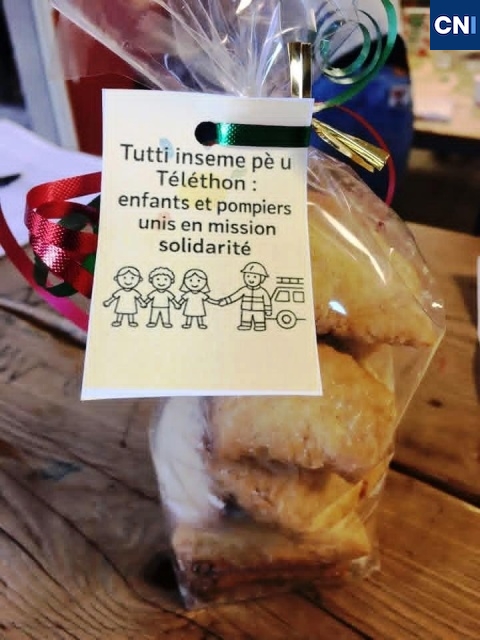 CNI
Tutti inseme pè u
Téléthon :
enfants et pompiers
unis en mission
solidarité